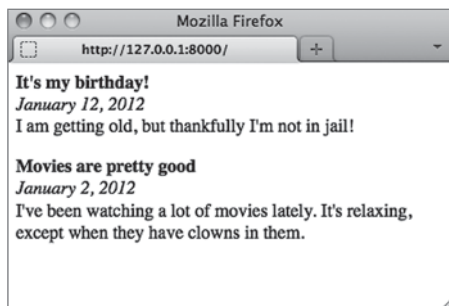 Mozilla Firefox
http://127.0.0.1:8000/
It's my birthday!
January 12, 2012
I am getting old, but thankfully I'm not in jail!
Movies are pretty good
January 2, 2012
I've been watching a lot of movies lately. It's relaxing,
except when they have clowns in them.